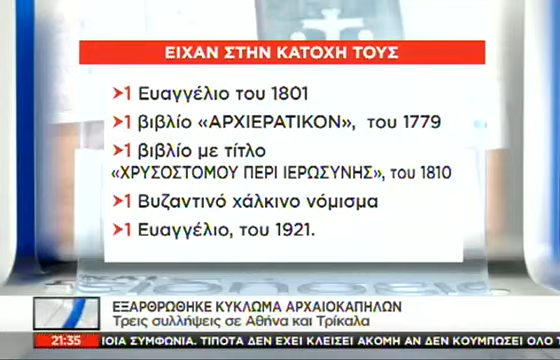 ΕΙΧΑΝ ΣΤΗΝ ΚΑΤΟΧΗ ΤΟΥΣ
➤1 Ευαγγέλιο του 1801
➤1 βιβλίο «ΑΡΧΙΕΡΑΤΙΚΟΝ», του 1779
➤1 βιβλίο με τίτλο
«ΧΡΥΣΟΣΤΟΜΟΥ ΠΕΡΙ ΙΕΡΩΣΥΝΗΣ», του 1810
➤1 Βυζαντινό χάλκινο νόμισμα
➤1 Ευαγγέλιο, του 1921.
ΕΞΑΡΘΡΩΘΗΚΕ ΚΥΚΛΩΜΑ ΑΡΧΑΙΟΚΑΠΗΛΩΝ
Τρεις συλλήψεις σε Αθήνα και Τρίκαλα
21:35 ΙΟΙΑ ΣΥΜΦΩΝΙΑ. ΤΙΠΟΤΑ ΔΕΝ ΕΧΕΙ ΚΛΕΙΣΕΙ ΑΚΟΜΗ ΑΝ ΔΕΝ ΚΟΥΜΠΩΣΕΙ ΟΛΟ